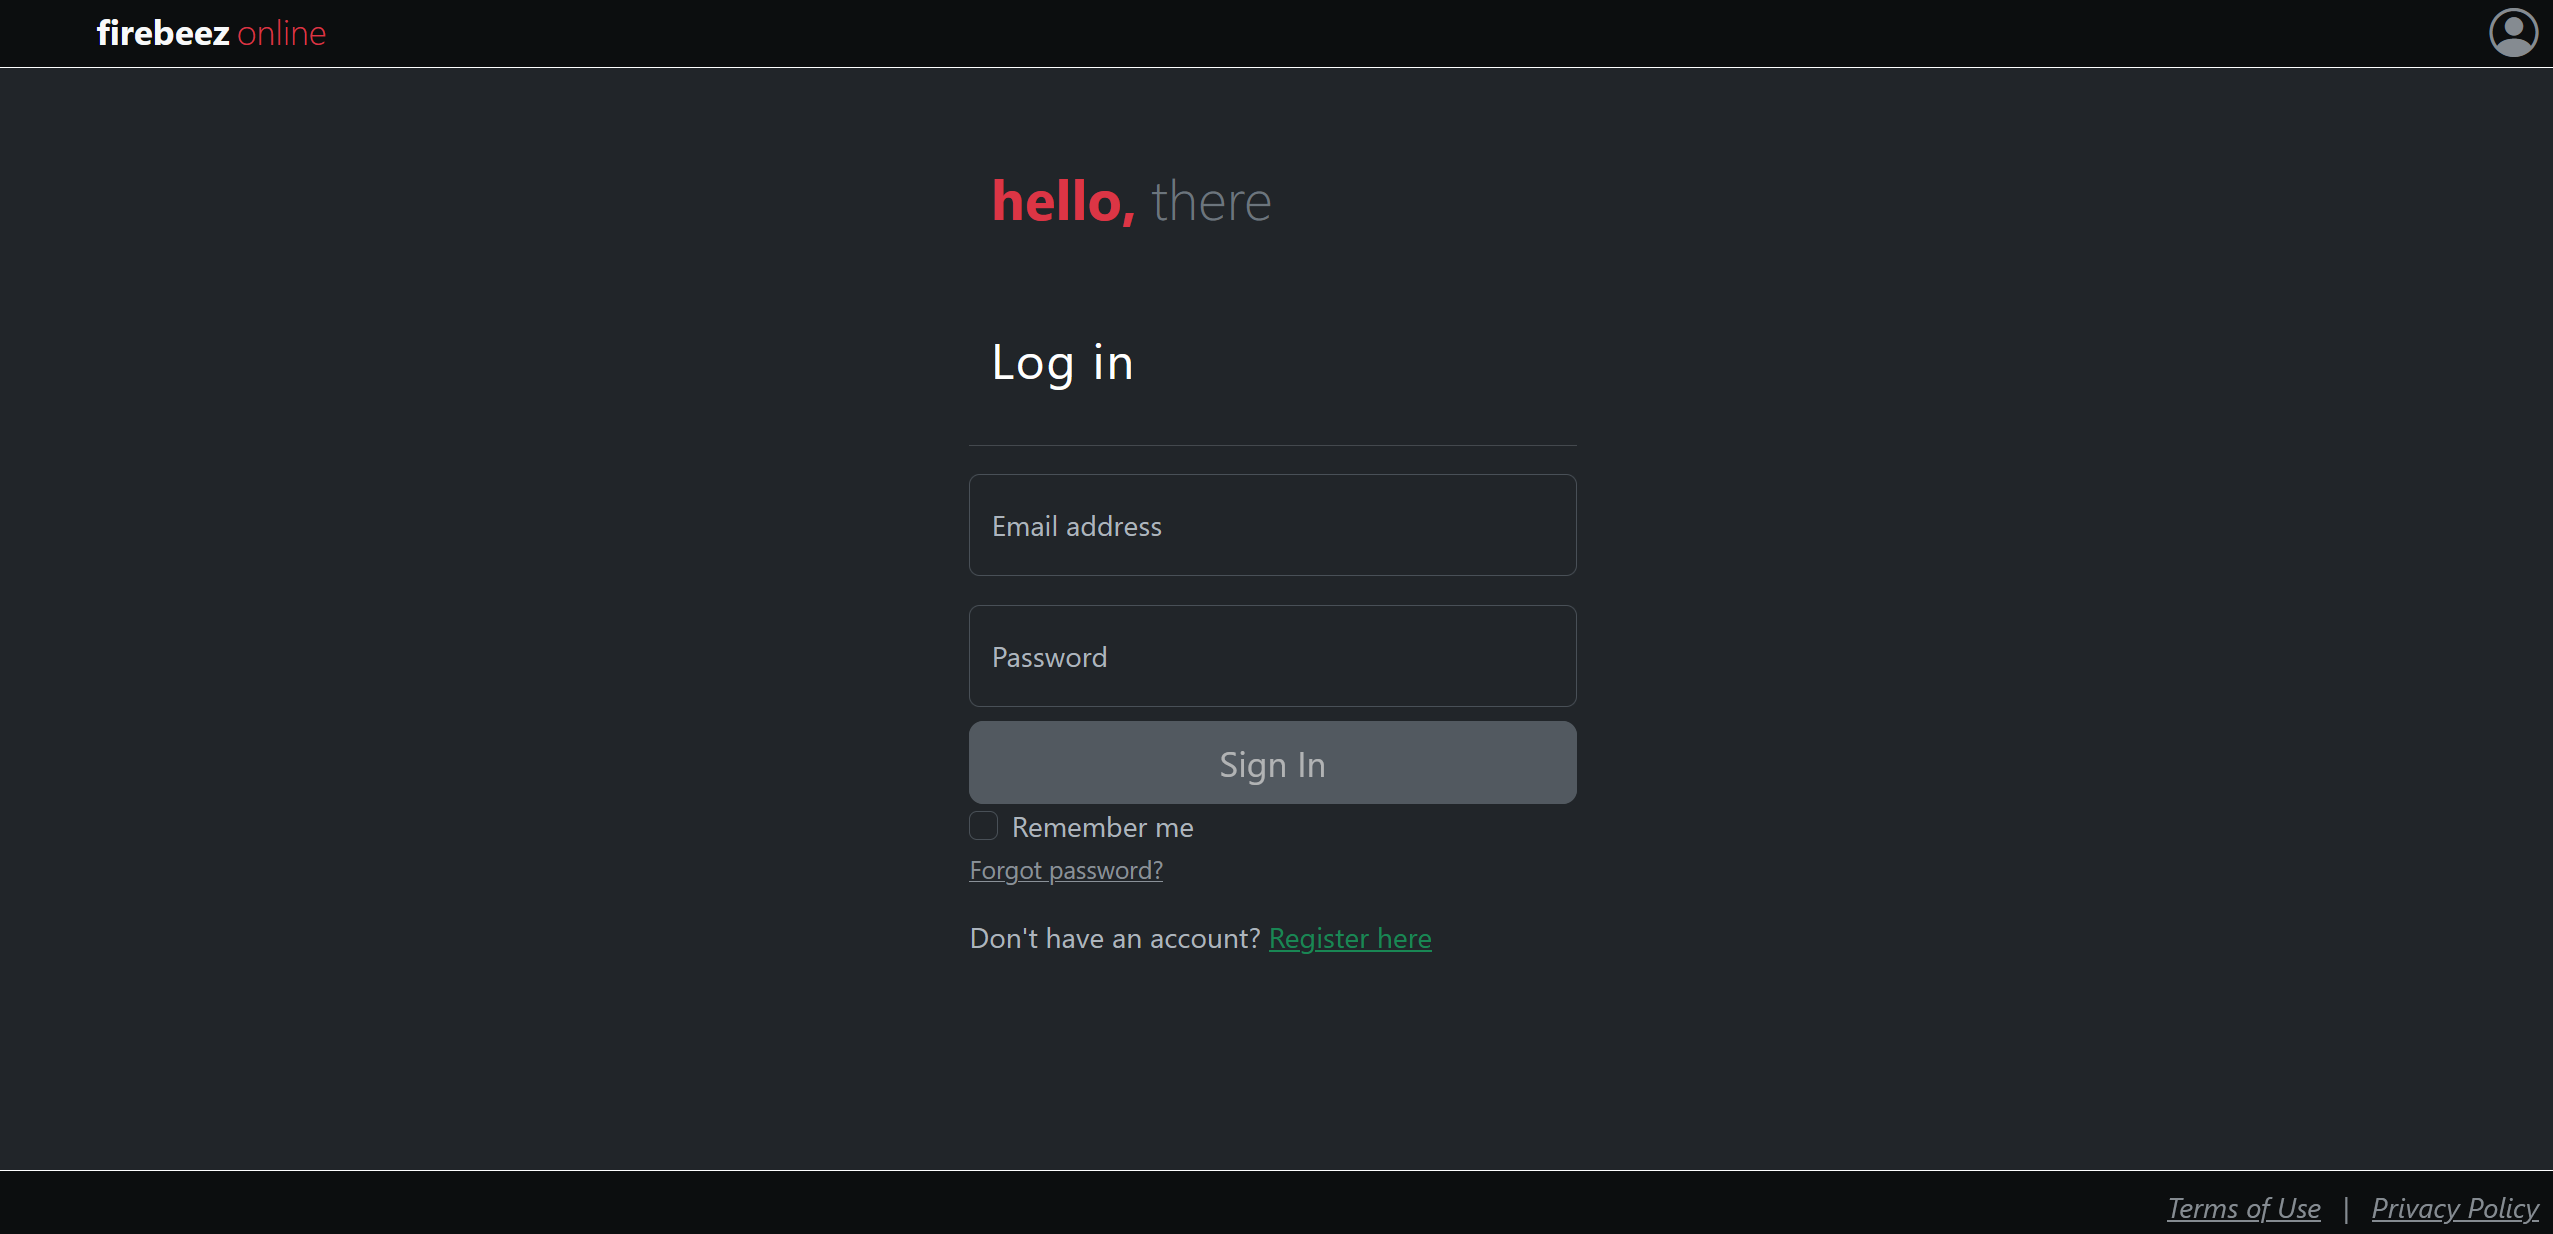 firebeez online
hello, there
Log in
Email address
Password
Sign In
Remember me
Forgot password?
Don't have an account? Register here
Terms of Use | Privacy Policy